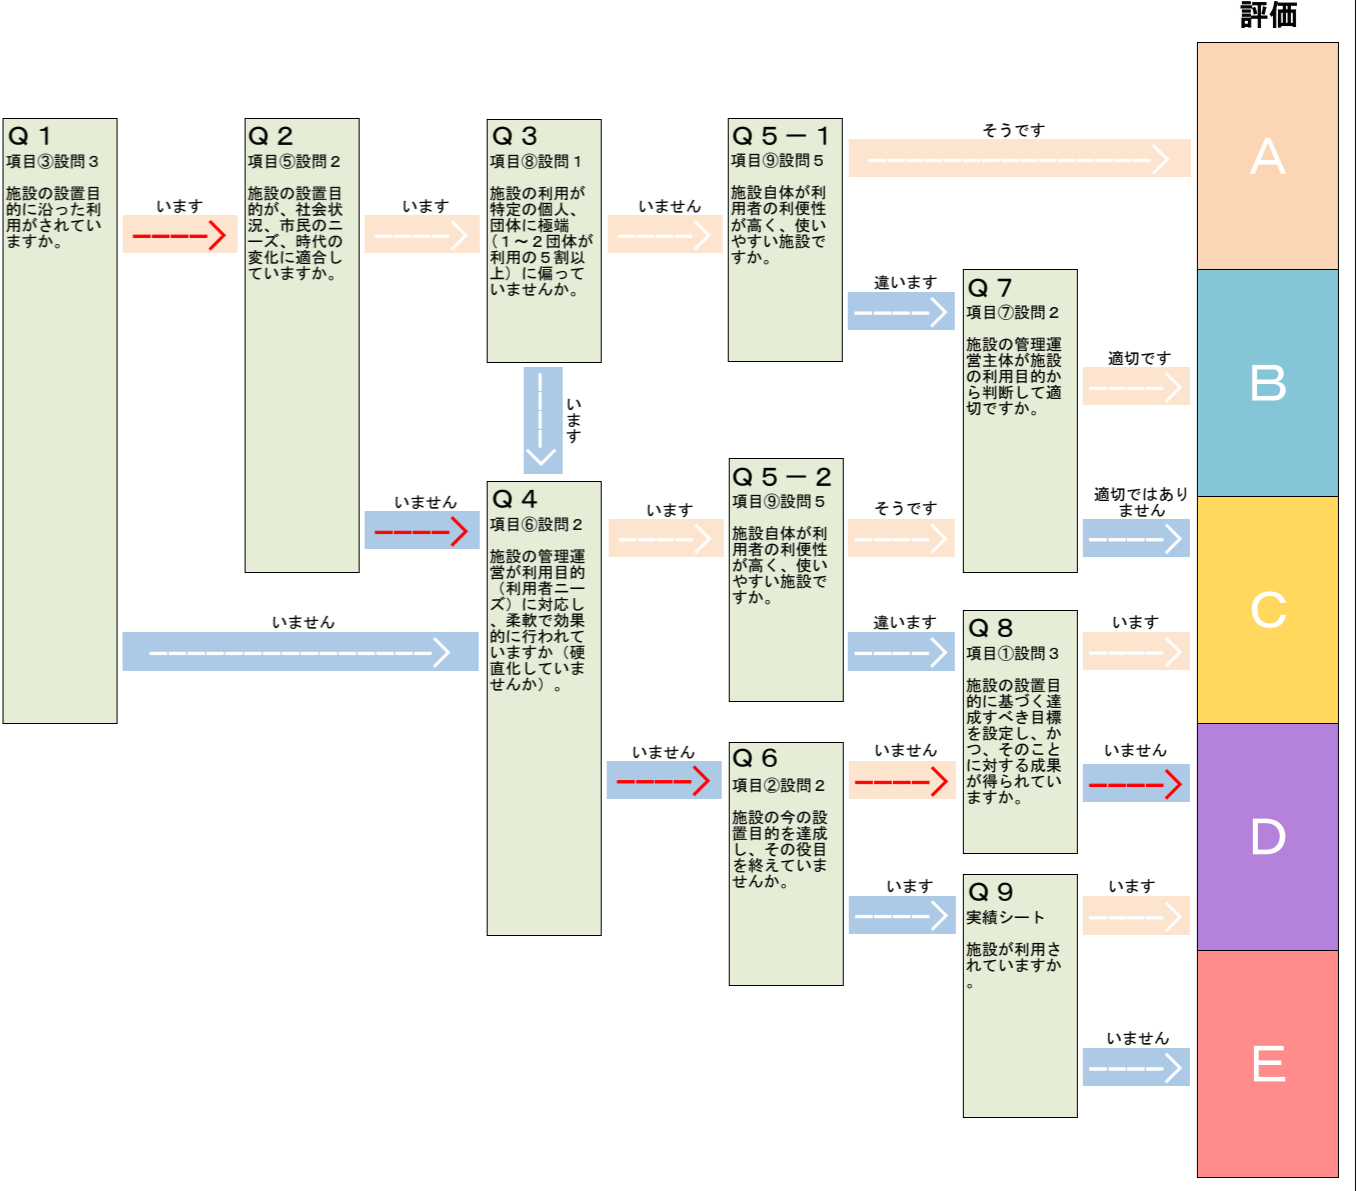 評価
Ｑ１
項目③設問３
施設の設置目
的に沿った利
用がされてい
ますか。
います
いません
Ｑ２
項目⑤設問２
施設の設置目
的が、社会状
況、市民のニ
ーズ、時代の
変化に適合し
ていますか。
います
いません
Ｑ３
項目⑧設問１
施設の利用が
特定の個人、
団体に極端
（１～２団体が
利用の５割以
上）に偏って
いませんか。
いません
います
Ｑ４
項目⑥設問２
施設の管理運
営が利用目的
（利用者ニー
ズ）に対応し
、柔軟で効果
的に行われて
いますか（硬
直化していま
せんか）。
います
いません
Ｑ５－１
項目⑨設問５
施設自体が利
用者の利便性
が高く、使い
やすい施設で
すか。
そうです
違います
Ｑ５－２
項目⑨設問５
施設自体が利
用者の利便性
が高く、使い
やすい施設で
すか。
そうです
違います
Ｑ６
項目②設問２
施設の今の設
置目的を達成
し、その役目
を終えていま
せんか。
いません
います
Ｑ７
項目⑦設問２
施設の管理運
営主体が施設
の利用目的か
ら判断して適
切ですか。
適切です
適切ではあり
ません
Ｑ８
項目①設問３
施設の設置目
的に基づく達
成すべき目標
を設定し、か
つ、そのこと
に対する成果
が得られてい
ますか。
います
いません
Ｑ９
実績シート
施設が利用さ
れていますか
。
います
いません
A
B
C
D
E